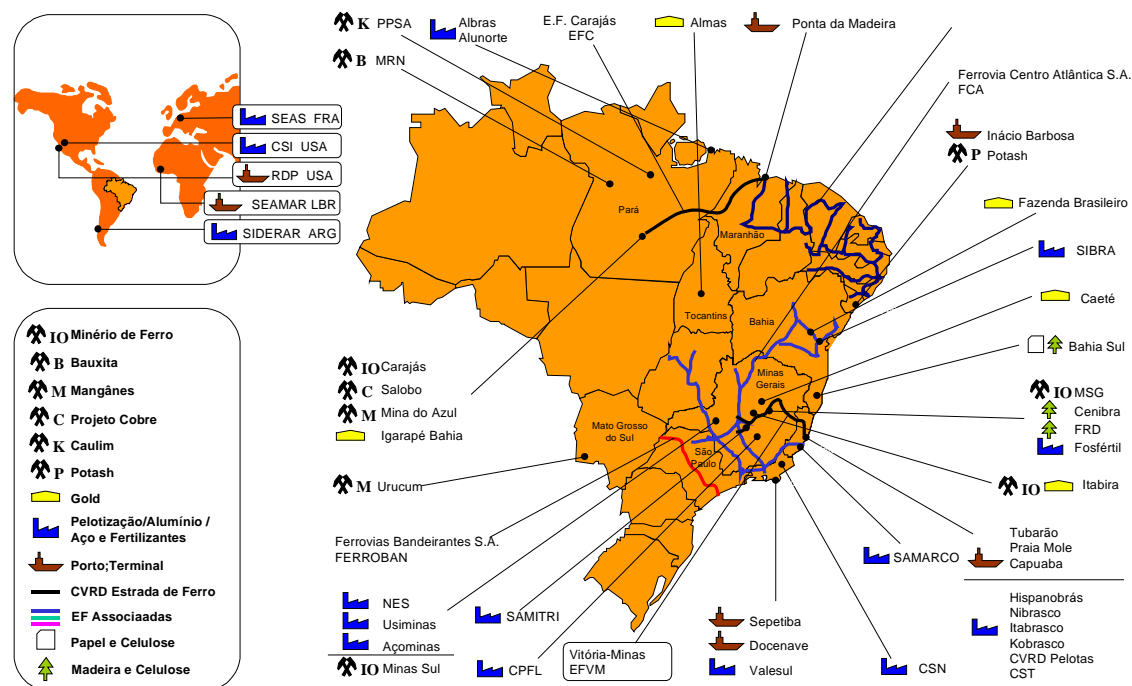 K PPSA
Albras
Alunorte
E.F. Carajás
EFC
Almas
Ponta da Madeira
B MRN
Ferrovia Centro Atlântica S.A.
FCA
Inácio Barbosa
P Potash
Fazenda Brasileiro
SIBRA
Caeté
Bahia Sul
IO MSG
Cenibra
FRD
Fosfértil
IO Itabira
Tubarão
Praia Mole
Capuaba
Hispanobrás
Nibrasco
Itabrasco
Kobrasco
CVRD Pelotas
CST
SAMARCO
CSN
Sepetiba
Docenave
Valesul
Vitória-Minas
EFVM
SAMITRI
CPFL
NES
Usiminas
Açominas
IO Minas Sul
Ferrovias Bandeirantes S.A.
FERROBAN
M Urucum
IO Carajás
C Salobo
M Mina do Azul
Igarapé Bahia
Pará
Maranhão
Tocantins
Bahia
Minas
Gerais
Mato Grosso
do Sul
São
Paulo
SEAS FRA
CSI USA
RDP USA
SEAMAR LBR
SIDERAR ARG
IO Minério de Ferro
B Bauxita
M Mangânes
C Projeto Cobre
K Caulim
P Potash
Gold
Pelotização/Alumínio /
Aço e Fertilizantes
Porto;Terminal
CVRD Estrada de Ferro
EF Associaadas
Papel e Celulose
Madeira e Celulose